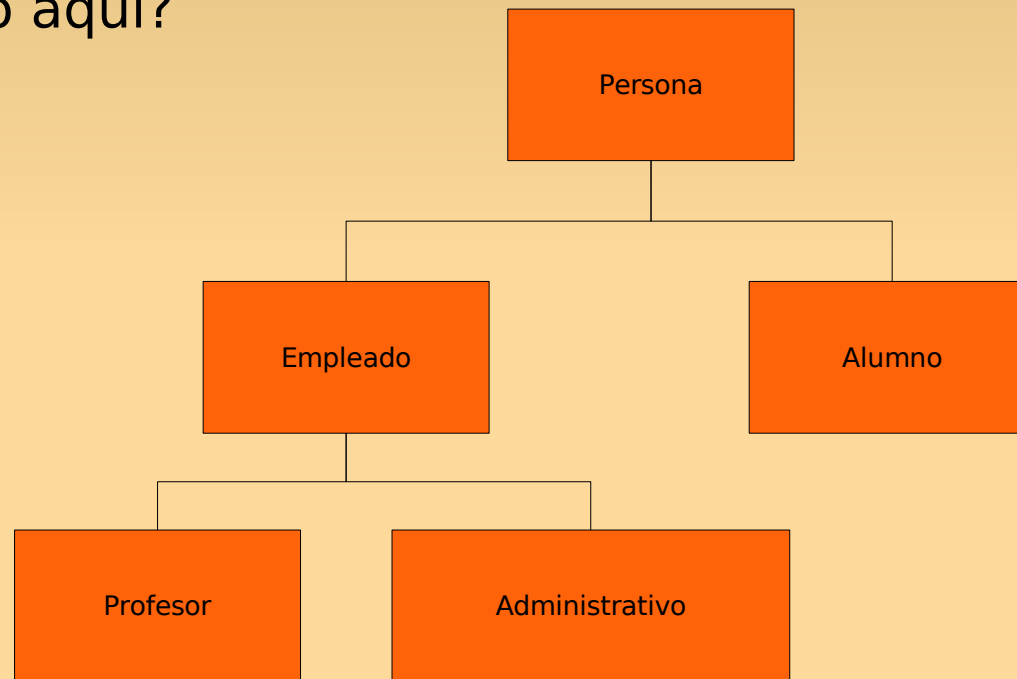 o aquí?
Persona
Empleado
Alumno
Profesor
Administrativo